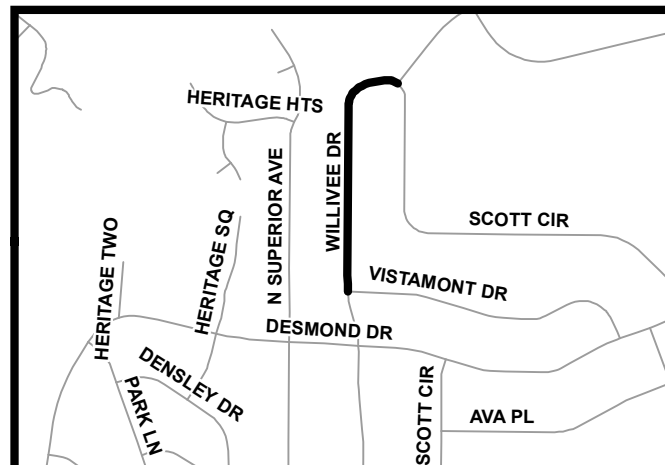 HERITAGE HTS
WILLIVEE DR
N SUPERIOR AVE
SCOTT CIR
HERITAGE SQ
HERITAGE TWO
VISTAMONT DR
DESMOND DR
DENSLEY DR
PARK LN
SCOTT CIR
AVA PL